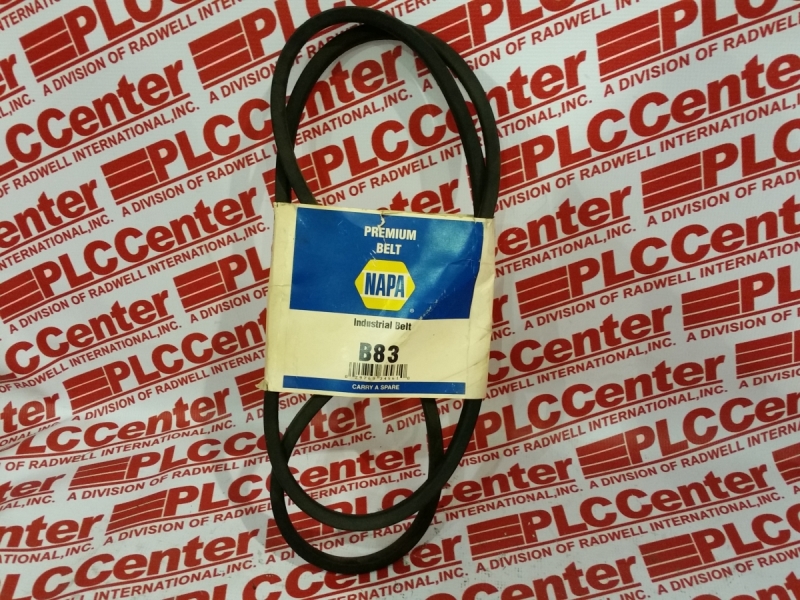 PREMIUM
BELT
NAPA
Industrial Belt
B83
CARRY A SPARE
PLCCenter
A DIVISION OF RADWELL INTERNATIONAL,INC.